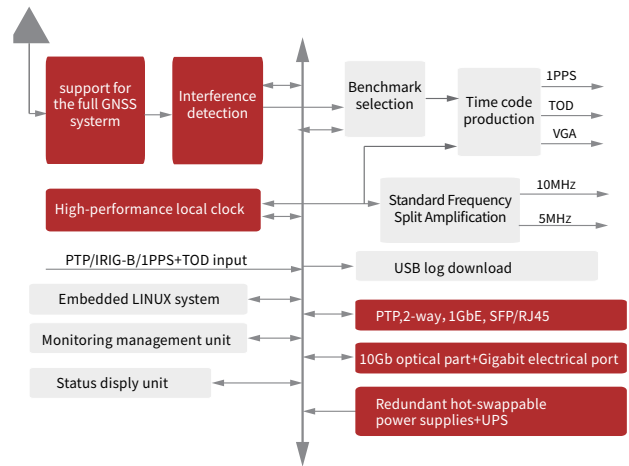 support for
the full GNSS
systerm
Interference
detection
Benchmark
selection
Time code
production
1PPS
TOD
VGA
High-performance local clock
Standard Frequency
Split Amplification
10MHz
5MHz
PTP/IRIG-B/1PPS+TOD input
USB log download
Embedded LINUX system
PTP,2-way, 1GbE, SFP/RJ45
Monitoring management unit
10Gb optical part+Gigabit electrical port
Status disply unit
Redundant hot-swappable
power supplies+UPS